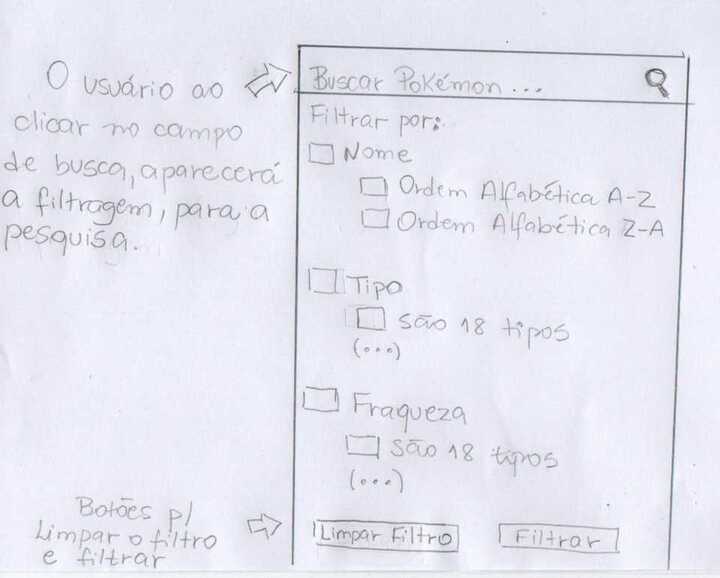 O usuário ao
clicar no campo
de busca, aparecerá
a filtragem, para a
pesquisa.
Buscar Pokémon ...
Filtrar por:
Nome
Ordem Alfabética A-Z
Ordem Alfabética Z-A
Tipo
são 18 tipos
(...)
Fraqueza
são 18 tipos
(...)
Botões p/
Limpar o filtro
e filtrar
Limpar Filtro
Filtrar